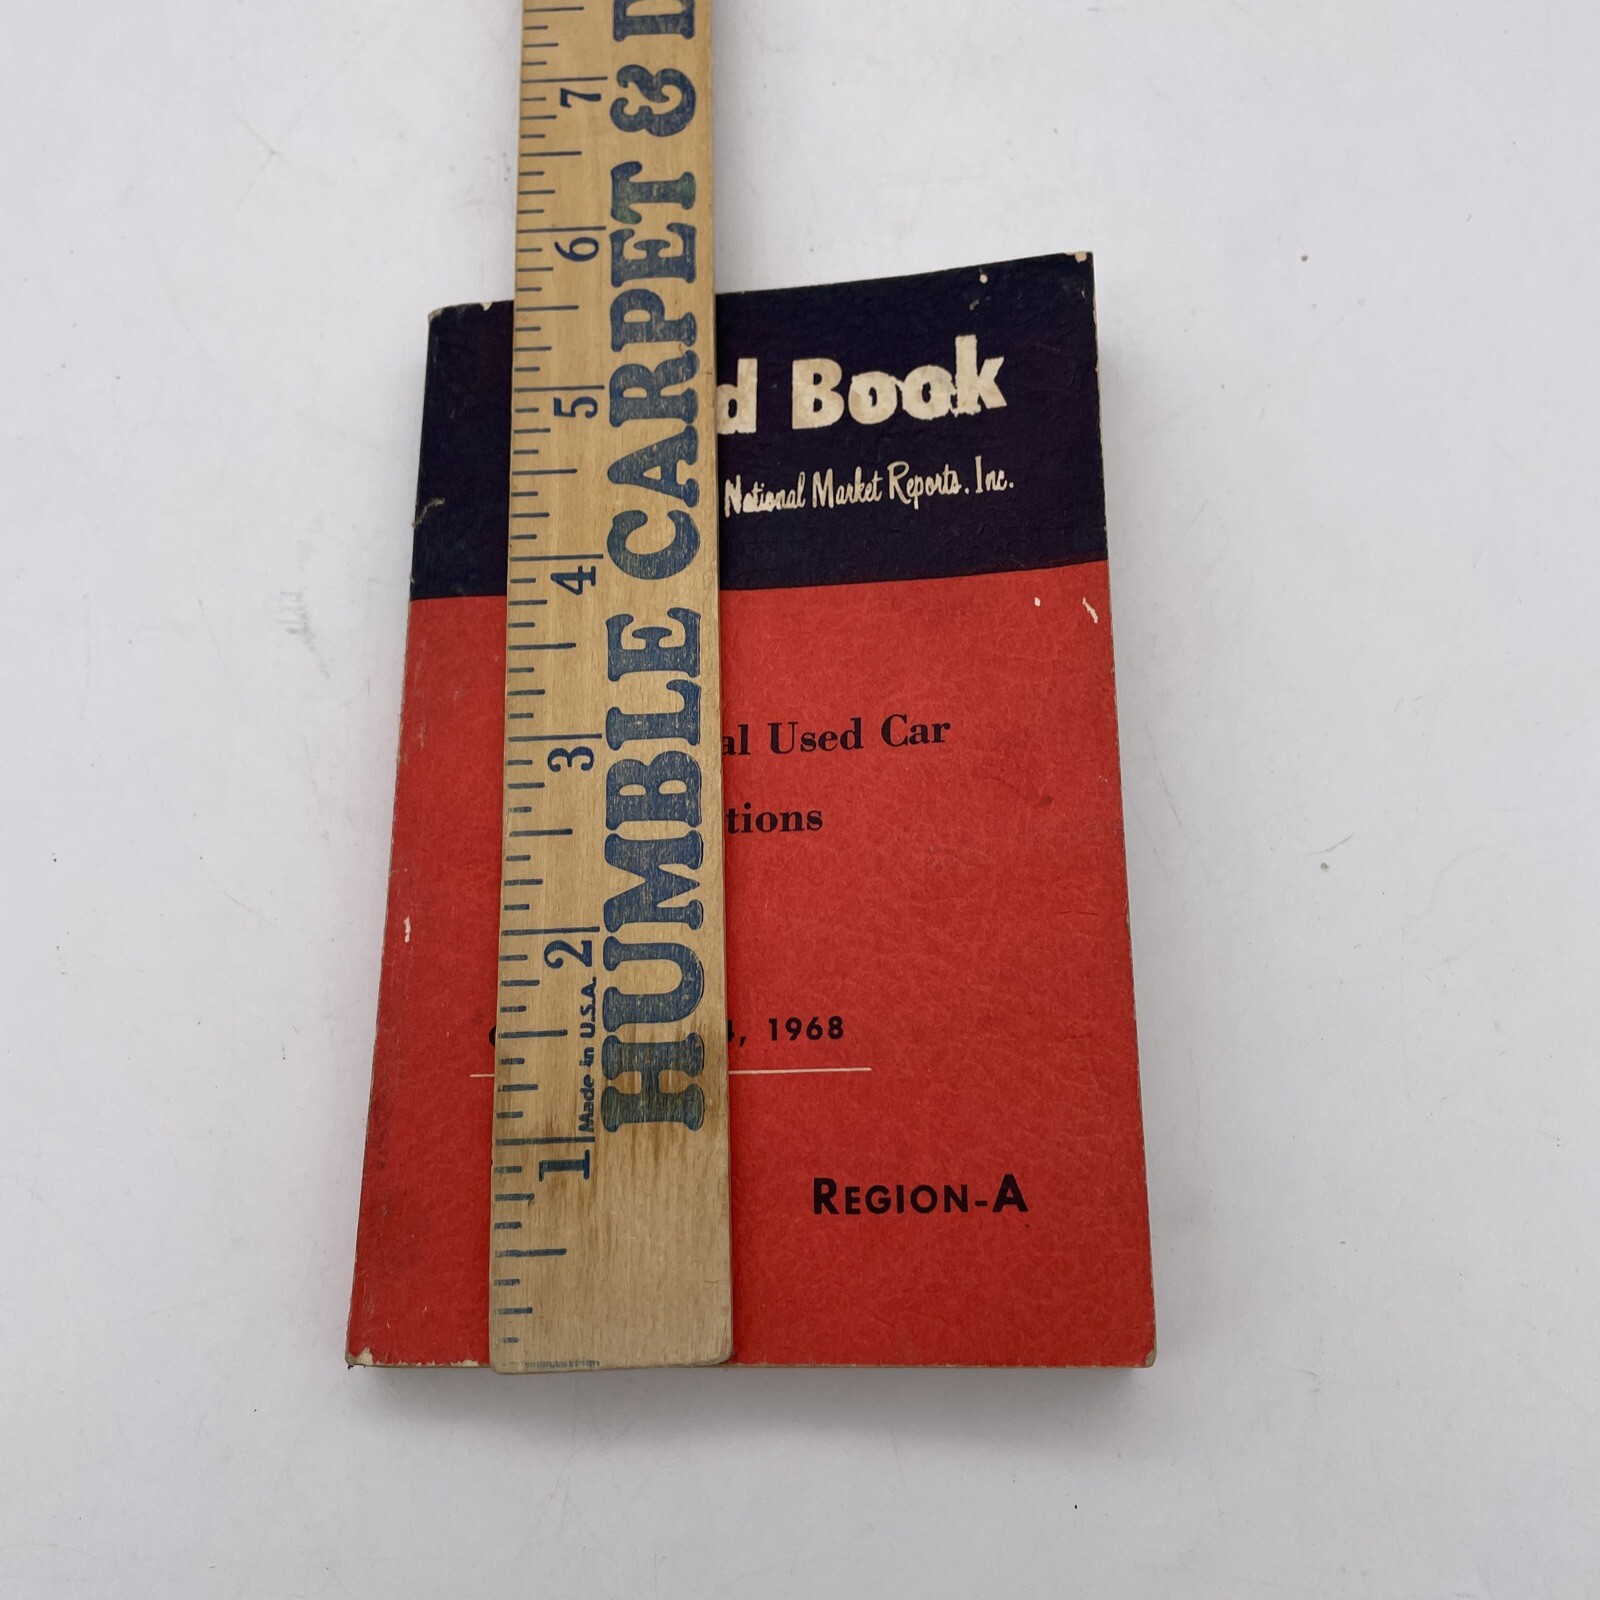 d Book
National Market Reports, Inc.
al Used Car
tions
4, 1968
REGION-A
HUMBLE CARPET & D
Made in U.S.A.
1
2
3
4
5
6
7